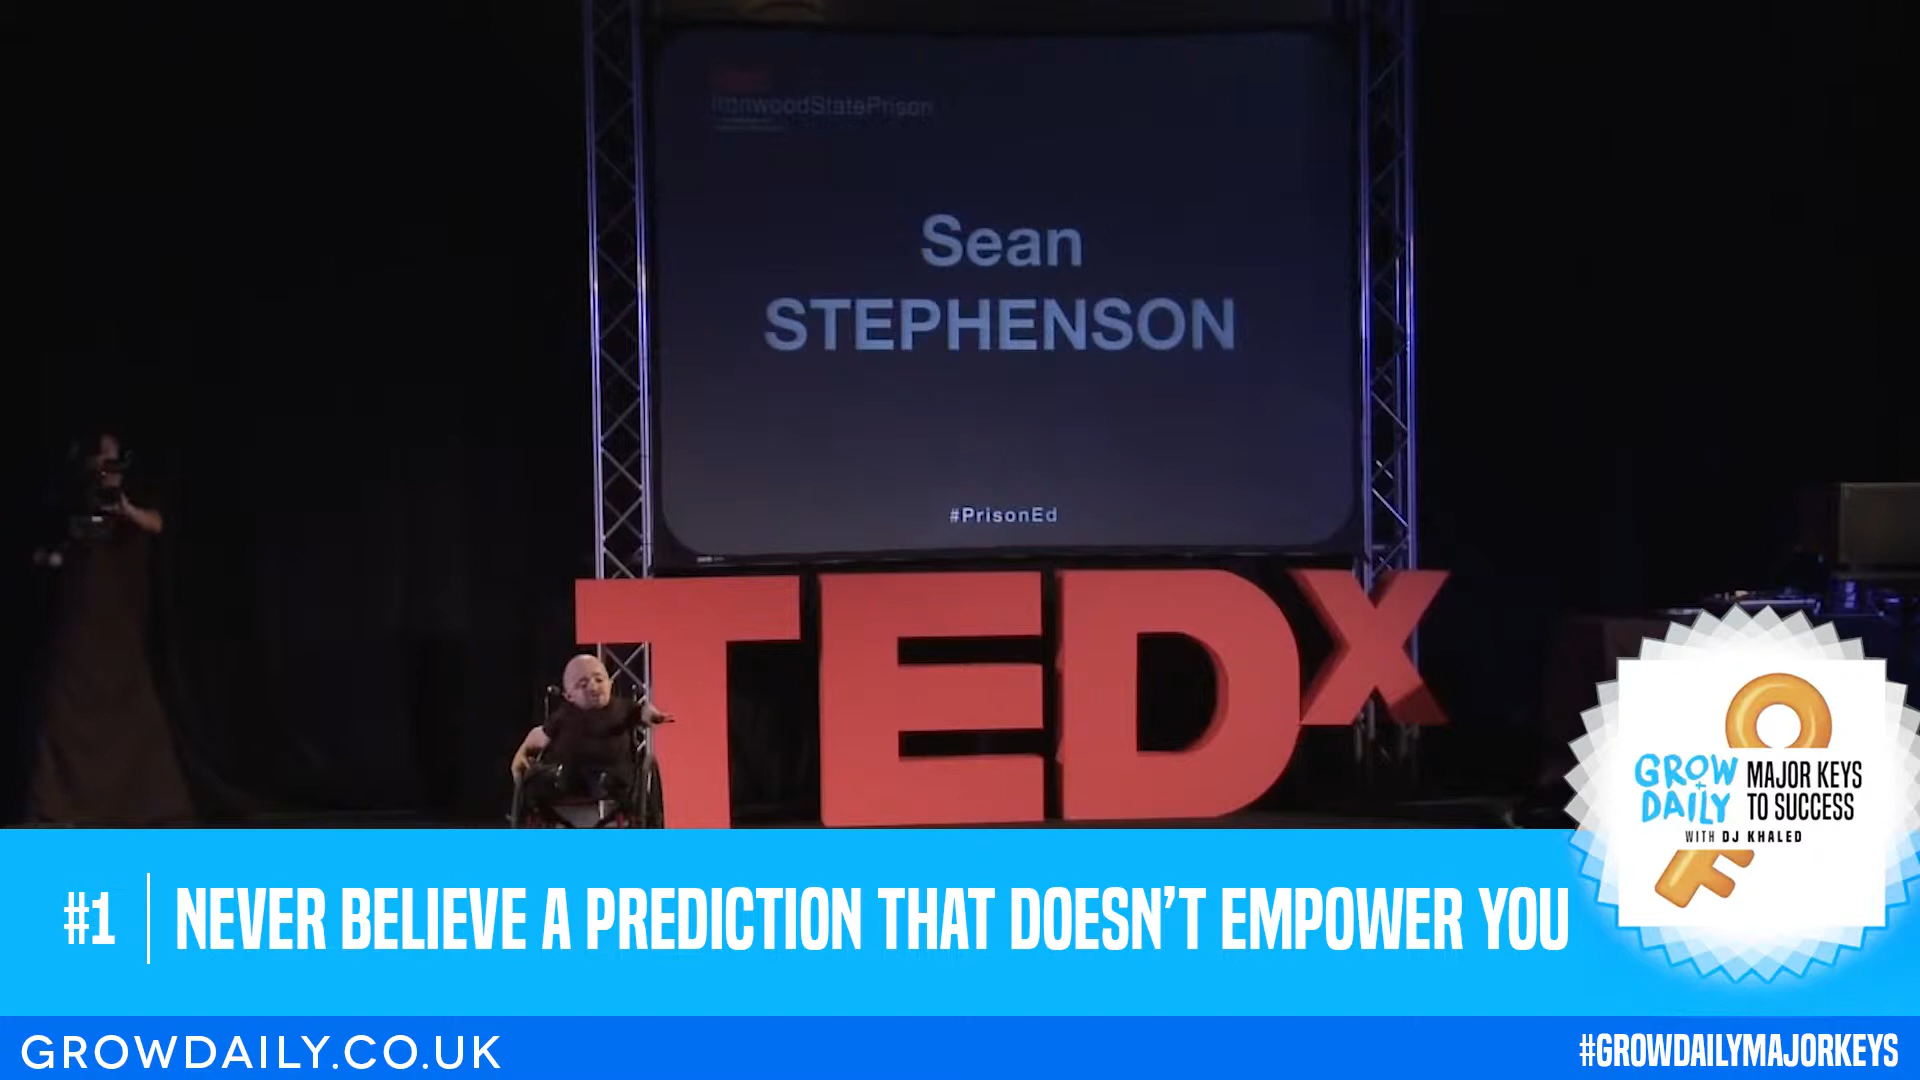 IronwoodStatePrison
Sean
STEPHENSON
#PrisonEd
TEDx
GROW + DAILY
MAJOR KEYS
TO SUCCESS
WITH DJ KHALED
#1
NEVER BELIEVE A PREDICTION THAT DOESN’T EMPOWER YOU
GROWDAILY.CO.UK
#GROWDAILYMAJORKEYS